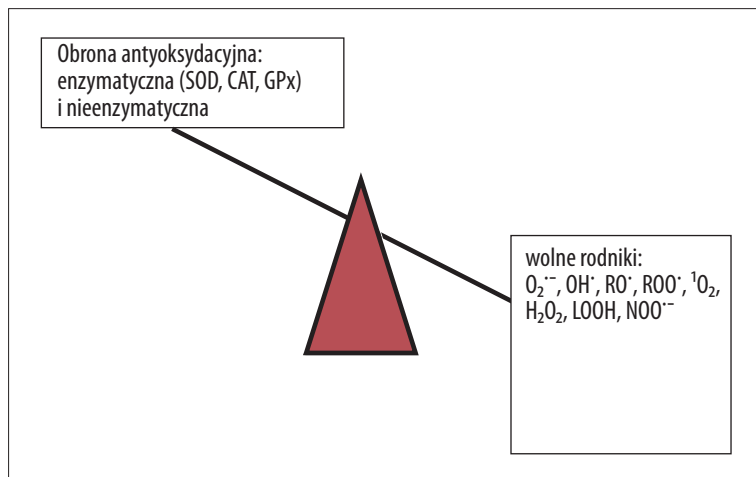 Obrona antyoksydacyjna:
enzymatyczna (SOD, CAT, GPx)
i nieenzymatyczna
wolne rodniki:
O₂˙⁻, OH˙, RO˙, ROO˙, ¹O₂,
H₂O₂, LOOH, NOO˙⁻